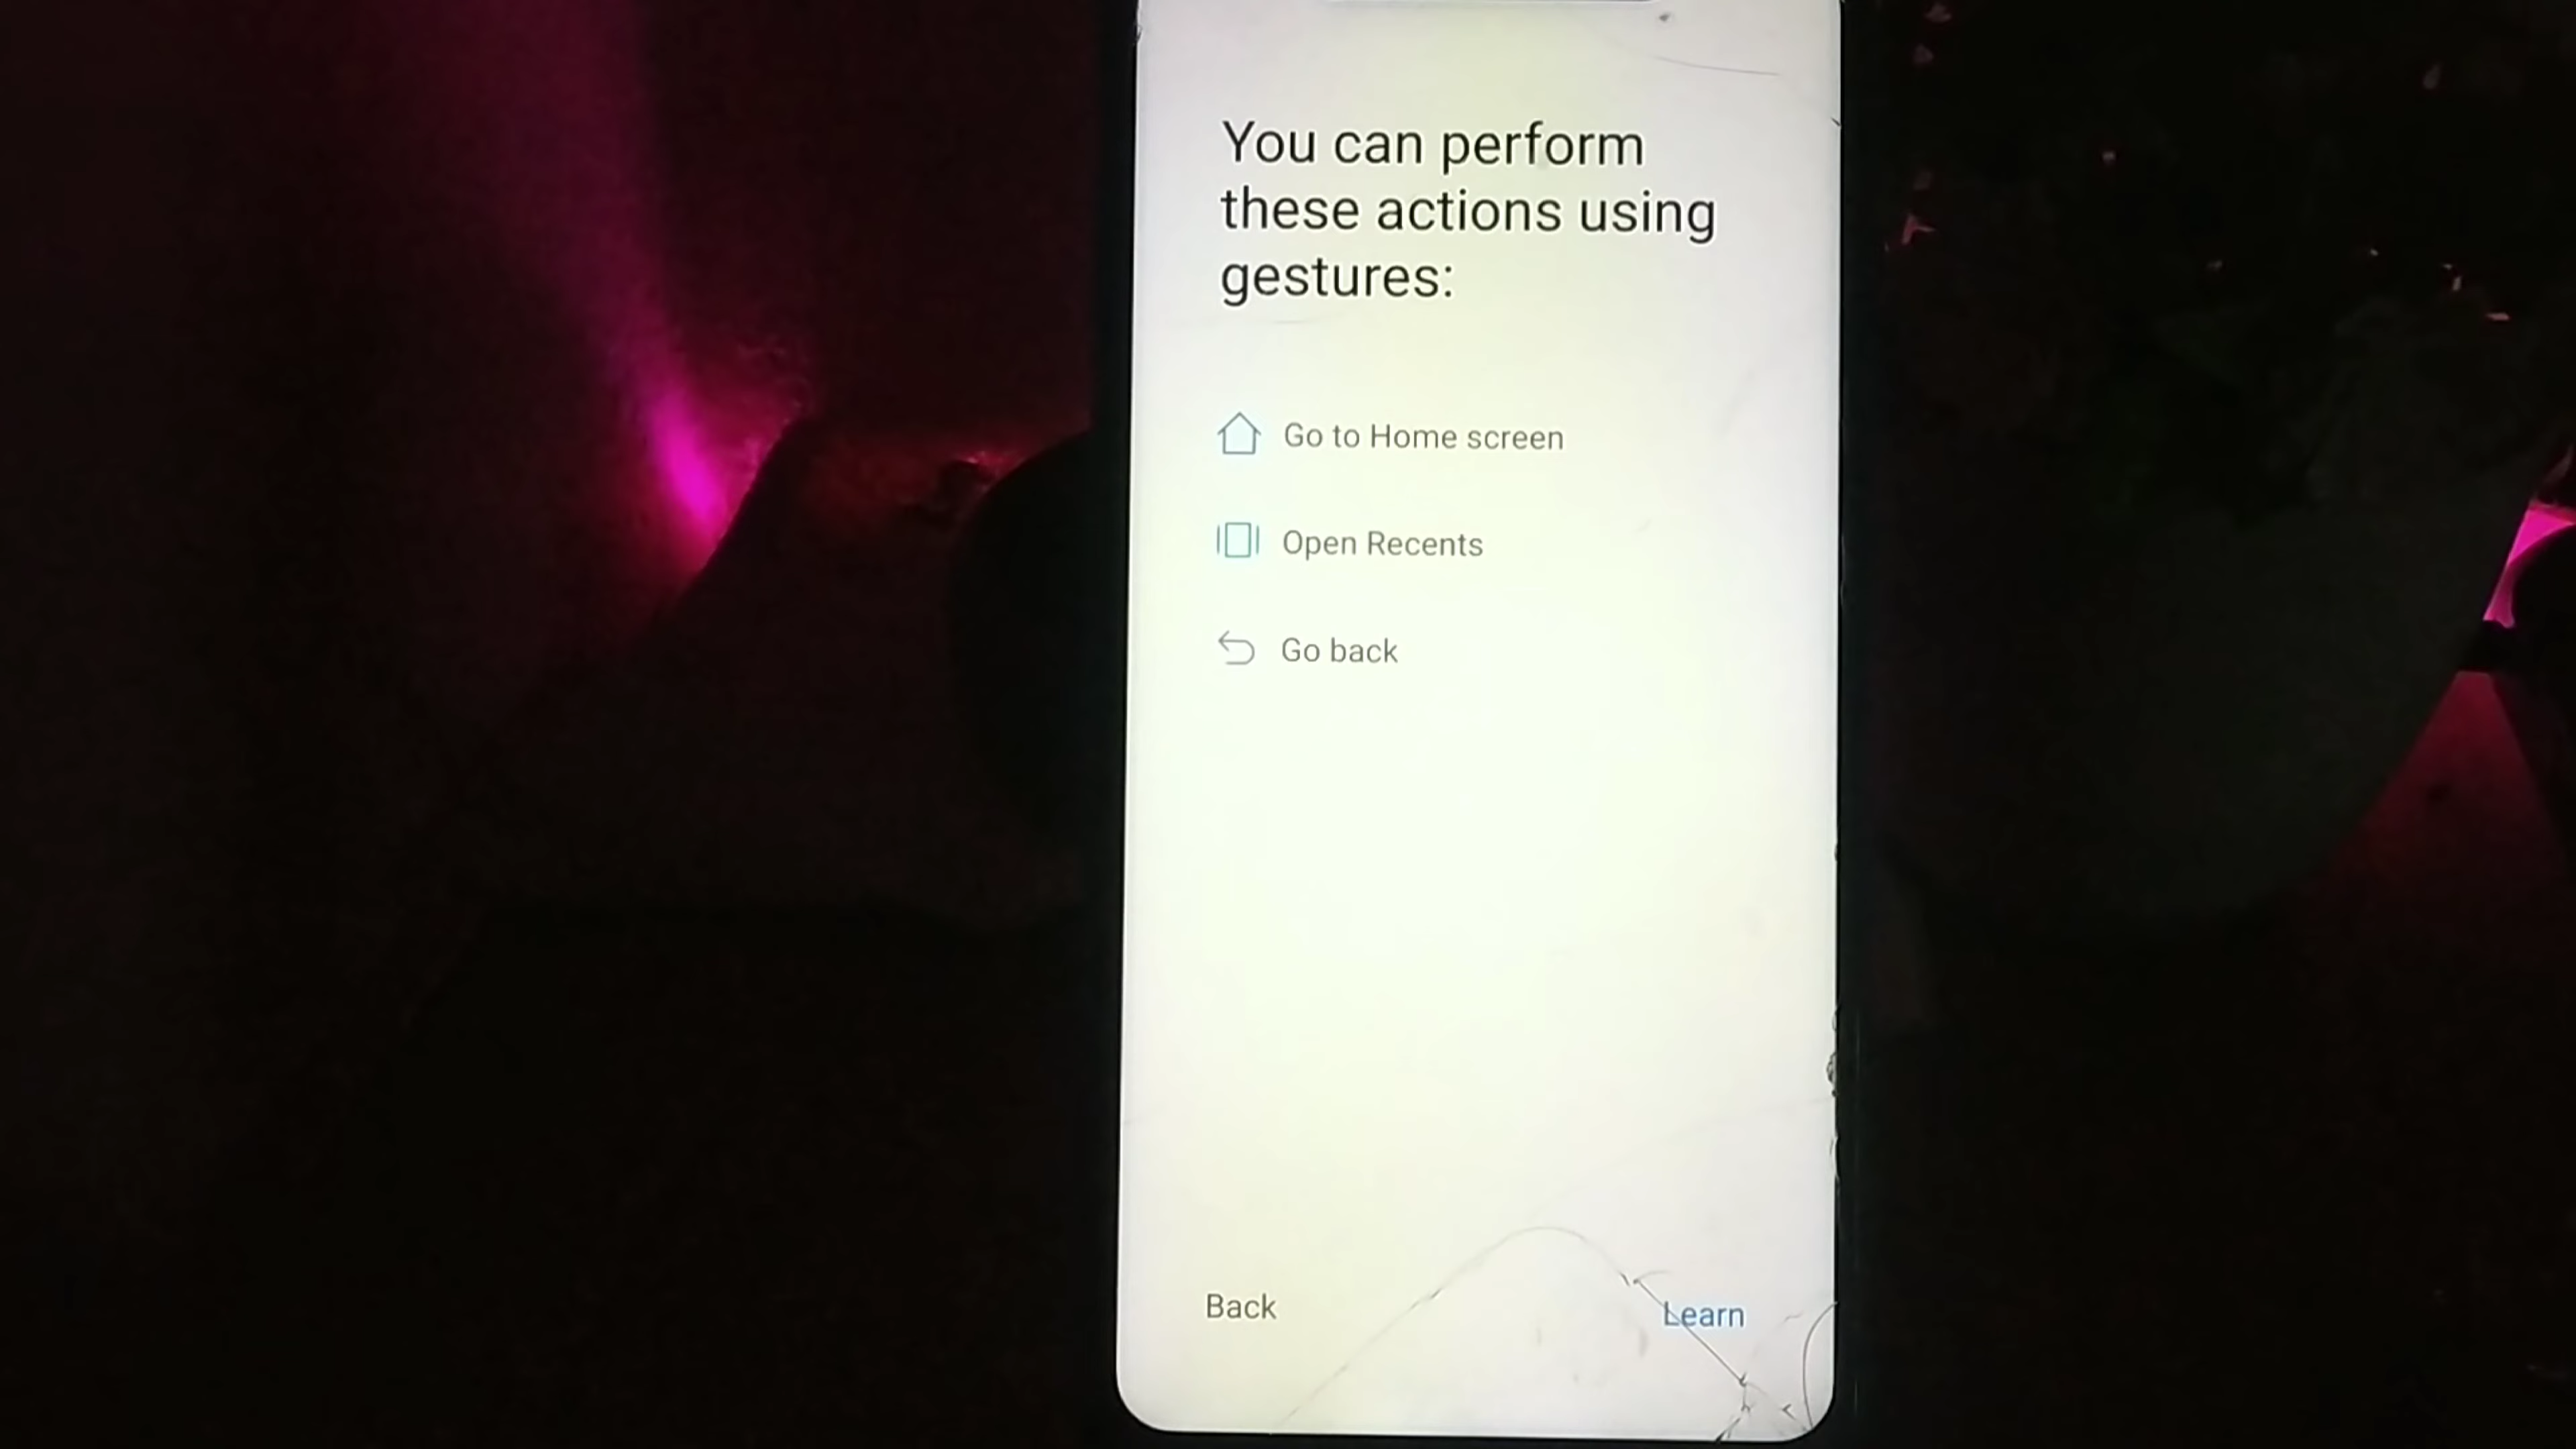 You can perform
these actions using
gestures:
Go to Home screen
Open Recents
Go back
Back
Learn